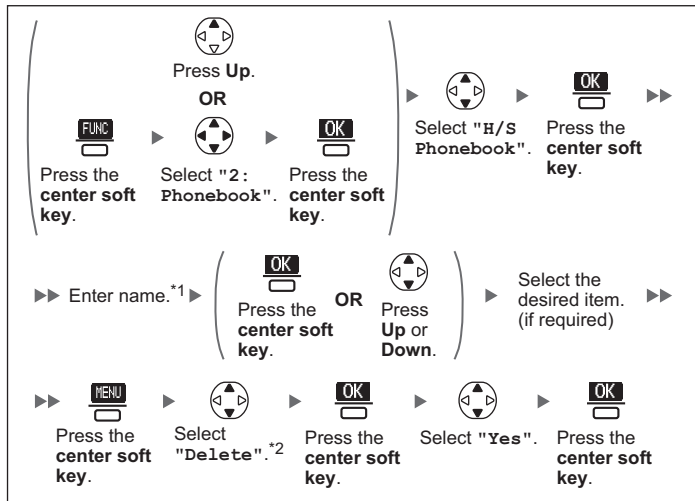 Press Up.
OR
FUNC
OK
Press the
center soft
key.
Select "2:
Phonebook".
Press the
center soft
key.
Select "H/S
Phonebook".
OK
Press the
center soft
key.
Enter name.*1
OK
Press the
center soft
key.
OR
Press
Up or
Down.
Select the
desired item.
(if required)
MENU
Press the
center soft
key.
Select
"Delete".*2
OK
Press the
center soft
key.
Select "Yes".
OK
Press the
center soft
key.